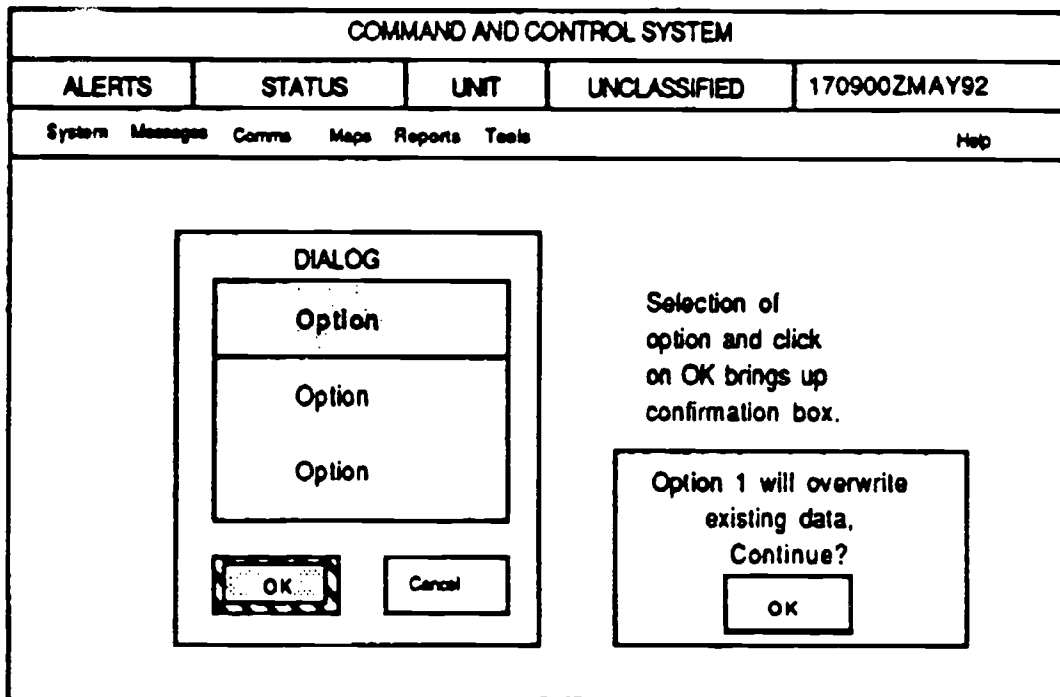 COMMAND AND CONTROL SYSTEM
ALERTS STATUS UNIT UNCLASSIFIED 170900ZMAY92
System Messages Comms Maps Reports Tools Help
DIALOG
Option
Option
Option
OK Cancel
Selection of
option and click
on OK brings up
confirmation box.
Option 1 will overwrite
existing data,
Continue?
OK